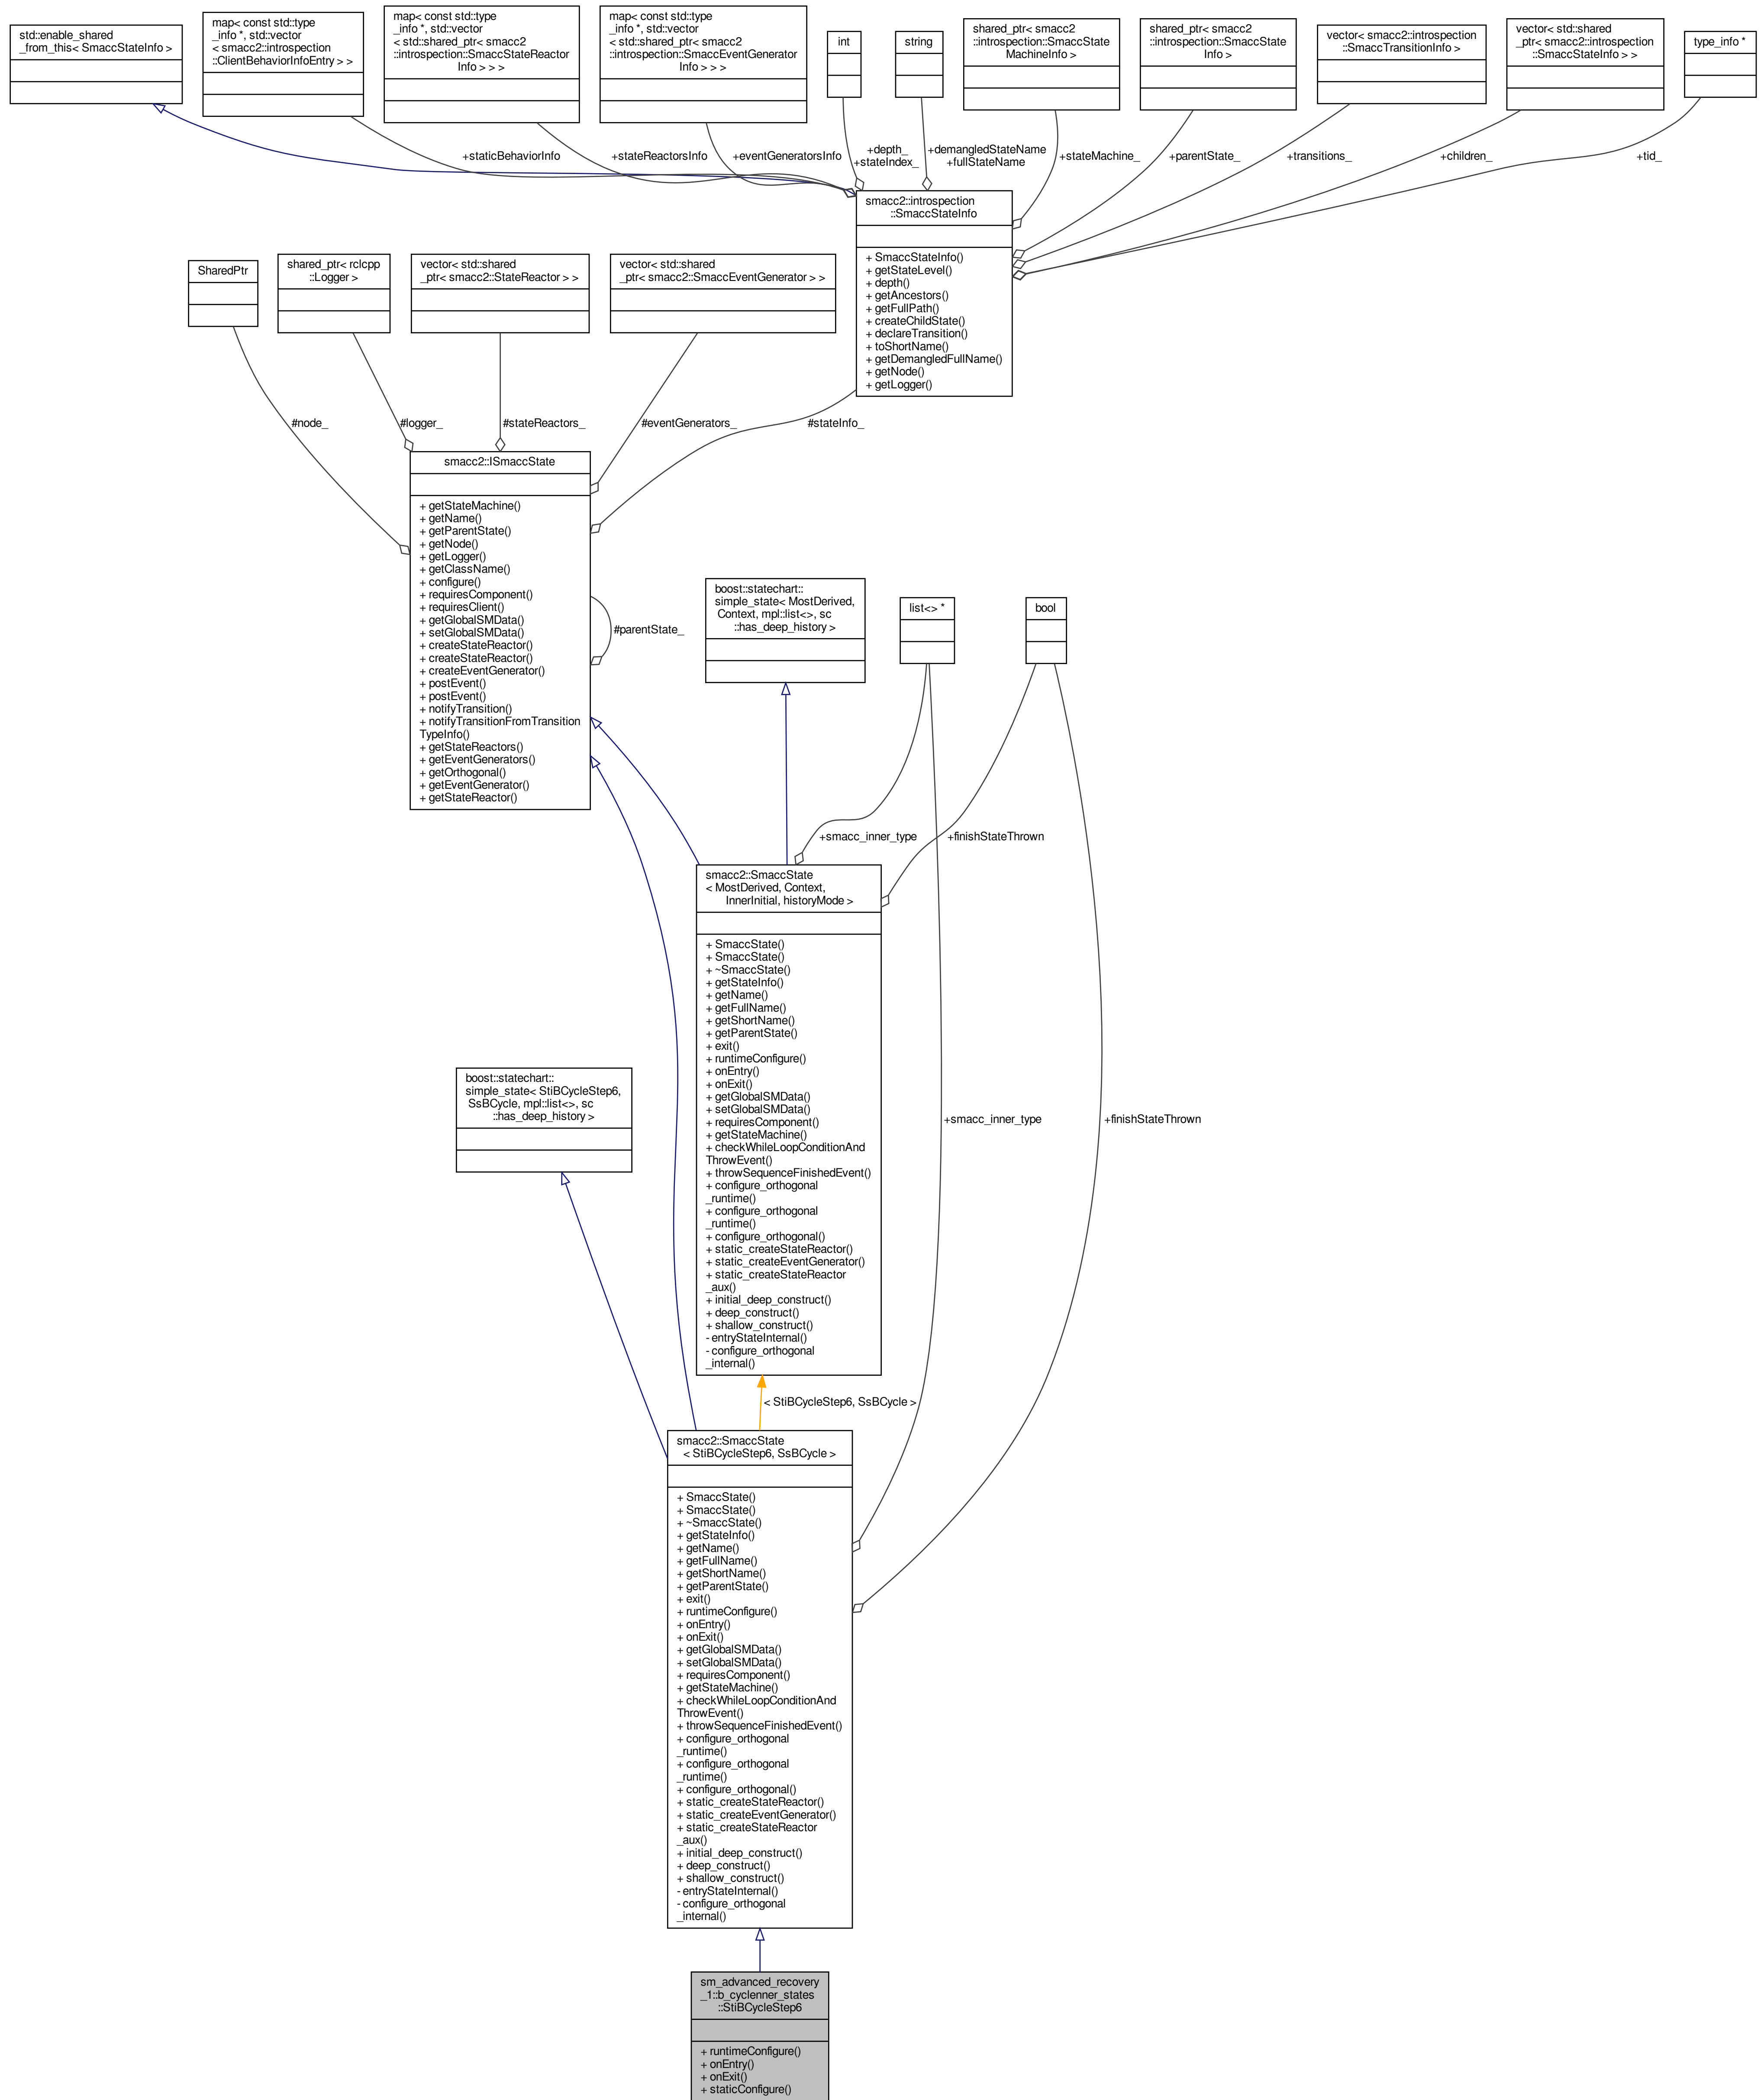 std::enable_shared
_from_this< SmaccStateInfo >
map< const std::type
_info *, std::vector
< smacc2::introspection
::ClientBehaviorInfoEntry > >
map< const std::type
_info *, std::vector
< std::shared_ptr< smacc2
::introspection::SmaccStateReactor
Info > > >
map< const std::type
_info *, std::vector
< std::shared_ptr< smacc2
::introspection::SmaccEventGenerator
Info > > >
int
string
shared_ptr< smacc2
::introspection::SmaccState
MachineInfo >
shared_ptr< smacc2
::introspection::SmaccState
Info >
vector< smacc2::introspection
::SmaccTransitionInfo >
vector< std::shared
_ptr< smacc2::introspection
::SmaccStateInfo > >
type_info *
+staticBehaviorInfo
+stateReactorsInfo
+eventGeneratorsInfo
+depth_
+stateIndex_
+demangledStateName
+fullStateName
+stateMachine_
+parentState_
+transitions_
+children_
+tid_
smacc2::introspection
::SmaccStateInfo
+ SmaccStateInfo()
+ getStateLevel()
+ depth()
+ getAncestors()
+ getFullPath()
+ createChildState()
+ declareTransition()
+ toShortName()
+ getDemangledFullName()
+ getNode()
+ getLogger()
SharedPtr
shared_ptr< rclcpp
::Logger >
vector< std::shared
_ptr< smacc2::StateReactor > >
vector< std::shared
_ptr< smacc2::SmaccEventGenerator > >
#node_
#logger_
#stateReactors_
#eventGenerators_
#stateInfo_
smacc2::ISmaccState
+ getStateMachine()
+ getName()
+ getParentState()
+ getNode()
+ getLogger()
+ getClassName()
+ configure()
+ requiresComponent()
+ requiresClient()
+ getGlobalSMData()
+ setGlobalSMData()
+ createStateReactor()
+ createStateReactor()
+ createEventGenerator()
+ postEvent()
+ postEvent()
+ notifyTransition()
+ notifyTransitionFromTransition
TypeInfo()
+ getStateReactors()
+ getEventGenerators()
+ getOrthogonal()
+ getEventGenerator()
+ getStateReactor()
#parentState_
boost::statechart::
simple_state< MostDerived,
Context, mpl::list<>, sc
::has_deep_history >
list<> *
bool
+smacc_inner_type
+finishStateThrown
smacc2::SmaccState
< MostDerived, Context,
InnerInitial, historyMode >
+ SmaccState()
+ SmaccState()
+ ~SmaccState()
+ getStateInfo()
+ getName()
+ getFullName()
+ getShortName()
+ getParentState()
+ exit()
+ runtimeConfigure()
+ onEntry()
+ onExit()
+ getGlobalSMData()
+ setGlobalSMData()
+ requiresComponent()
+ getStateMachine()
+ checkWhileLoopConditionAnd
ThrowEvent()
+ throwSequenceFinishedEvent()
+ configure_orthogonal
_runtime()
+ configure_orthogonal
_runtime()
+ configure_orthogonal()
+ static_createStateReactor()
+ static_createEventGenerator()
+ static_createStateReactor
_aux()
+ initial_deep_construct()
+ deep_construct()
+ shallow_construct()
- entryStateInternal()
- configure_orthogonal
_internal()
boost::statechart::
simple_state< StiBCycleStep6,
SsBCycle, mpl::list<>, sc
::has_deep_history >
+smacc_inner_type
+finishStateThrown
< StiBCycleStep6, SsBCycle >
smacc2::SmaccState
< StiBCycleStep6, SsBCycle >
+ SmaccState()
+ SmaccState()
+ ~SmaccState()
+ getStateInfo()
+ getName()
+ getFullName()
+ getShortName()
+ getParentState()
+ exit()
+ runtimeConfigure()
+ onEntry()
+ onExit()
+ getGlobalSMData()
+ setGlobalSMData()
+ requiresComponent()
+ getStateMachine()
+ checkWhileLoopConditionAnd
ThrowEvent()
+ throwSequenceFinishedEvent()
+ configure_orthogonal
_runtime()
+ configure_orthogonal
_runtime()
+ configure_orthogonal()
+ static_createStateReactor()
+ static_createEventGenerator()
+ static_createStateReactor
_aux()
+ initial_deep_construct()
+ deep_construct()
+ shallow_construct()
- entryStateInternal()
- configure_orthogonal
_internal()
sm_advanced_recovery
_1::b_cyclenner_states
::StiBCycleStep6
+ runtimeConfigure()
+ onEntry()
+ onExit()
+ staticConfigure()